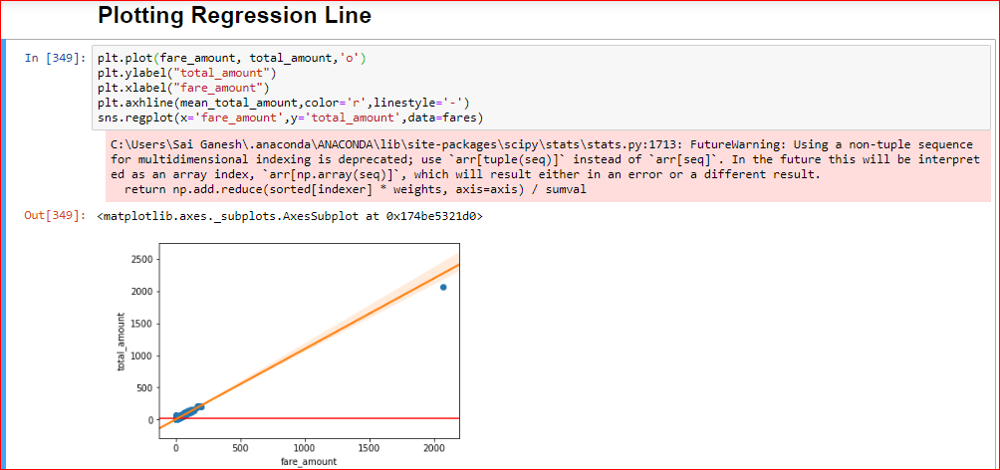 Plotting Regression Line
In [349]: plt.plot(fare_amount, total_amount,'o')
plt.ylabel("total_amount")
plt.xlabel("fare_amount")
plt.axhline(mean_total_amount,color='r',linestyle='-')
sns.regplot(x='fare_amount',y='total_amount',data=fares)
C:\Users\Sai Ganesh\.anaconda\ANACONDA\lib\site-packages\scipy\stats\stats.py:1713: FutureWarning: Using a non-tuple sequence
for multidimensional indexing is deprecated; use `arr[tuple(seq)]` instead of `arr[seq]`. In the future this will be interpret
ed as an array index, `arr[np.array(seq)]`, which will result either in an error or a different result.
return np.add.reduce(sorted[indexer] * weights, axis=axis) / sumval
Out[349]: <matplotlib.axes._subplots.AxesSubplot at 0x174be5321d0>
2500
2000
1500
1000
500
0
total_amount
0 500 1000 1500 2000
fare_amount